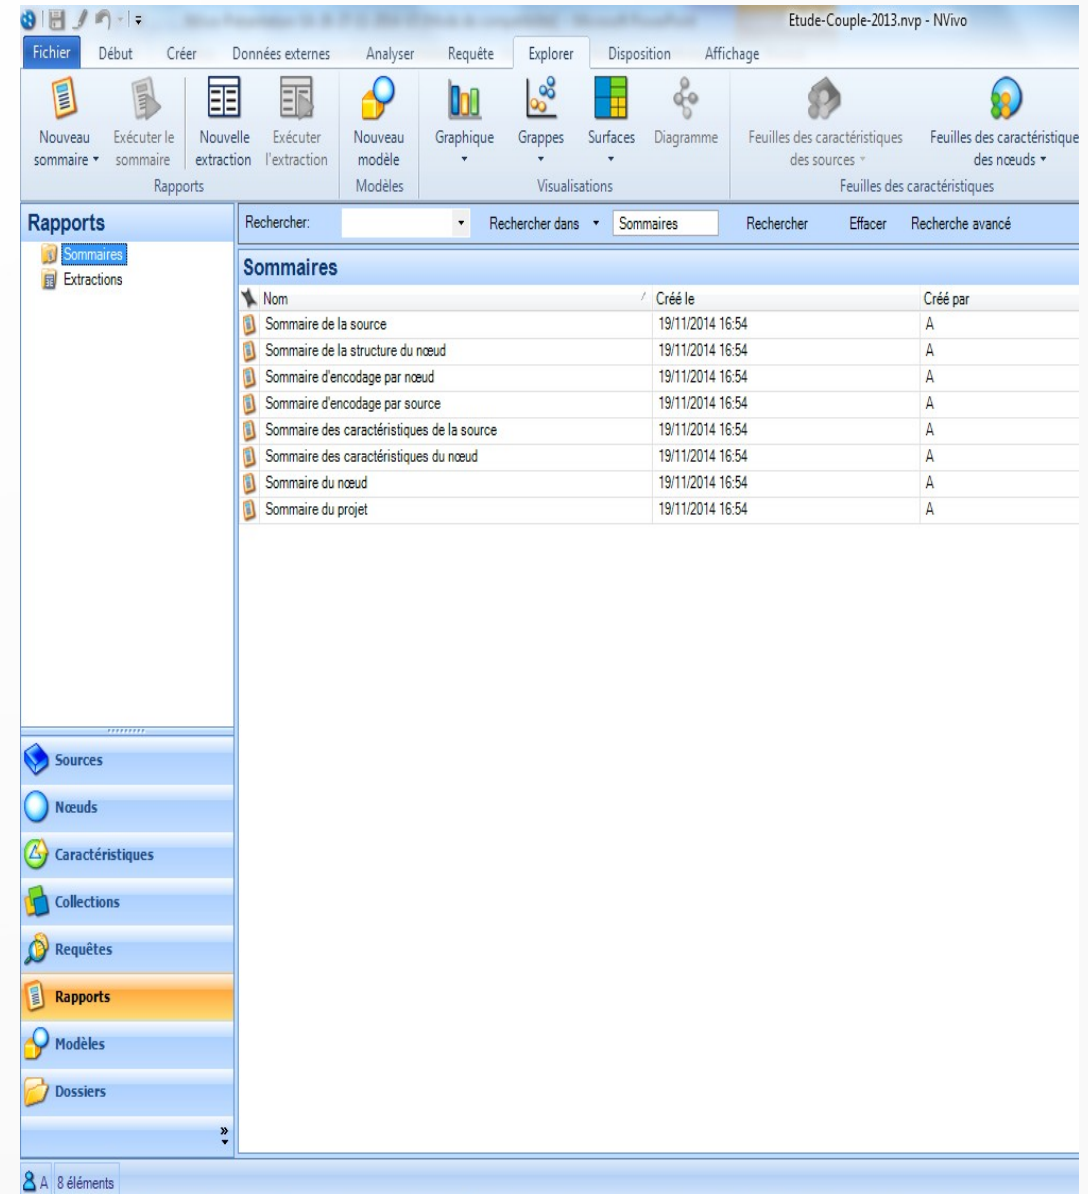 Etude-Couple-2013.nvp - NVivo
Fichier Début Créer Données externes Analyser Requête Explorer Disposition Affichage
Nouveau sommaire
Exécuter le sommaire
Nouvelle extraction
Exécuter l'extraction
Nouveau modèle
Graphique
Grappes
Surfaces
Diagramme
Feuilles des caractéristiques des sources
Feuilles des caractéristique des nœuds
Rapports Modèles Visualisations Feuilles des caractéristiques
Rapports
Sommaires
Extractions
Rechercher: Rechercher dans Sommaires Rechercher Effacer Recherche avancé
Sommaires
Nom Créé le Créé par
Sommaire de la source 19/11/2014 16:54 A
Sommaire de la structure du nœud 19/11/2014 16:54 A
Sommaire d'encodage par nœud 19/11/2014 16:54 A
Sommaire d'encodage par source 19/11/2014 16:54 A
Sommaire des caractéristiques de la source 19/11/2014 16:54 A
Sommaire des caractéristiques du nœud 19/11/2014 16:54 A
Sommaire du nœud 19/11/2014 16:54 A
Sommaire du projet 19/11/2014 16:54 A
Sources
Nœuds
Caractéristiques
Collections
Requêtes
Rapports
Modèles
Dossiers
»
A 8 éléments